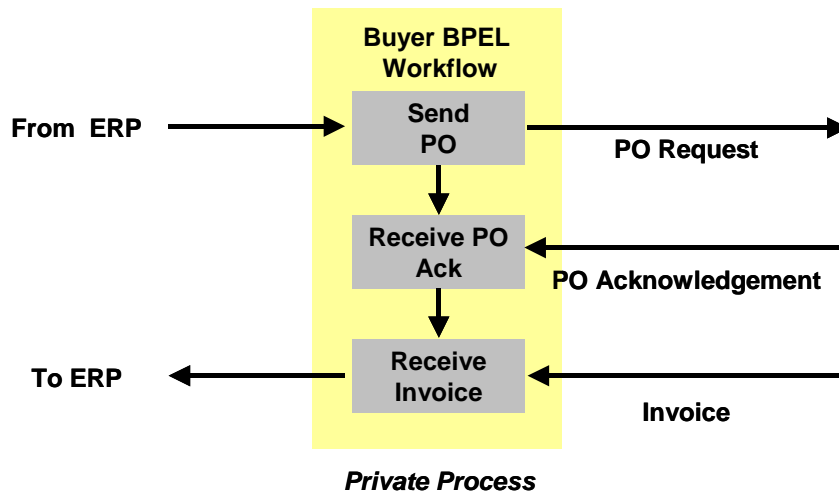 Buyer BPEL
Workflow
From ERP
Send
PO
PO Request
Receive PO
Ack
PO Acknowledgement
To ERP
Receive
Invoice
Invoice
Private Process